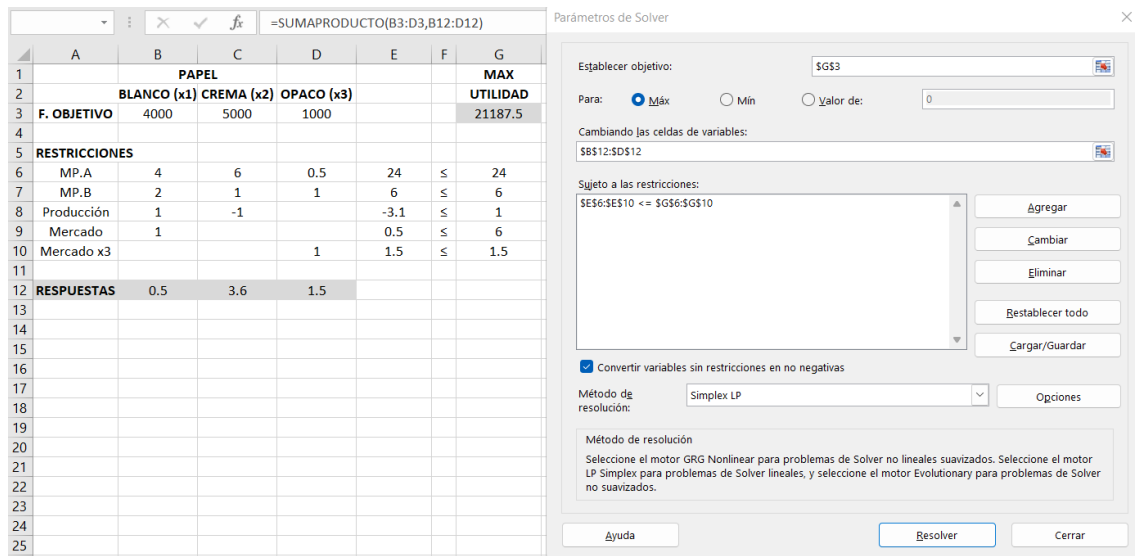 fx =SUMAPRODUCTO(B3:D3,B12:D12)
A B C D E F G
1 PAPEL MAX
2 BLANCO (x1) CREMA (x2) OPACO (x3) UTILIDAD
3 F. OBJETIVO 4000 5000 1000 21187.5
4
5 RESTRICCIONES
6 MP.A 4 6 0.5 24 ≤ 24
7 MP.B 2 1 1 6 ≤ 6
8 Producción 1 -1 -3.1 ≤ 1
9 Mercado 1 0.5 ≤ 6
10 Mercado x3 1 1.5 ≤ 1.5
11
12 RESPUESTAS 0.5 3.6 1.5
13
14
15
16
17
18
19
20
21
22
23
24
25
Parámetros de Solver
Establecer objetivo: $G$3
Para: Máx Mín Valor de: 0
Cambiando las celdas de variables:
$B$12:$D$12
Sujeto a las restricciones:
$E$6:$E$10 <= $G$6:$G$10
Agregar
Cambiar
Eliminar
Restablecer todo
Cargar/Guardar
Convertir variables sin restricciones en no negativas
Método de
resolución:
Simplex LP
Opciones
Método de resolución
Seleccione el motor GRG Nonlinear para problemas de Solver no lineales suavizados. Seleccione el motor
LP Simplex para problemas de Solver lineales, y seleccione el motor Evolutionary para problemas de Solver
no suavizados.
Ayuda Resolver Cerrar